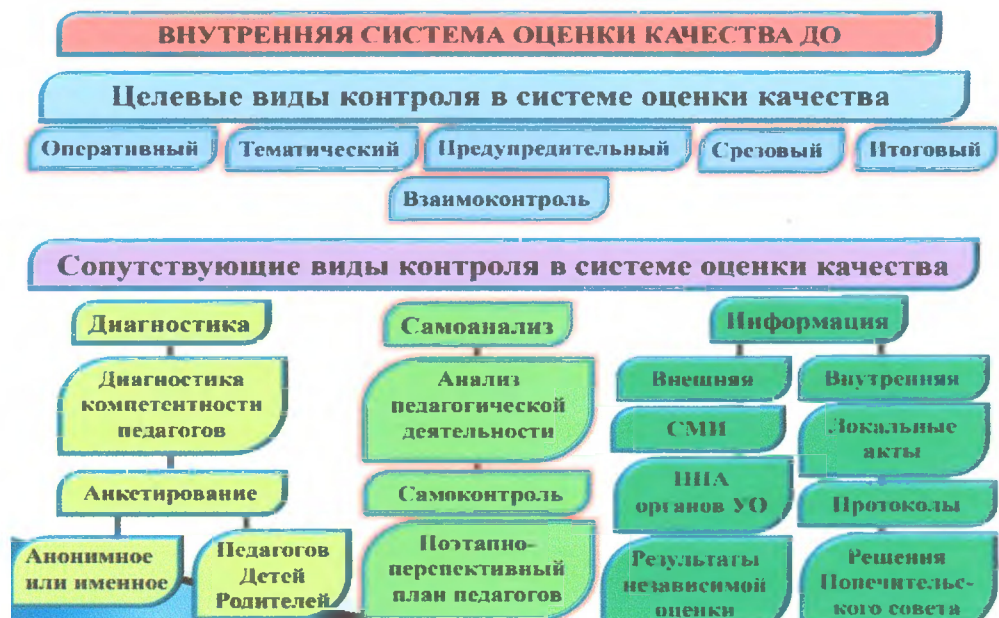 ВНУТРЕННЯЯ СИСТЕМА ОЦЕНКИ КАЧЕСТВА ДО
Целевые виды контроля в системе оценки качества
Оперативный
Тематический
Предупредительный
Срезовый
Итоговый
Взаимоконтроль
Сопутствующие виды контроля в системе оценки качества
Диагностика
Диагностика
компетентности
педагогов
Анкетирование
Анонимное
или именное
Педагогов
Детей
Родителей
Самоанализ
Анализ
педагогической
деятельности
Самоконтроль
Поэтапно-
перспективный
план педагогов
Информация
Внешняя
СМИ
НПА
органов УО
Результаты
независимой
оценки
Внутренняя
Локальные
акты
Протоколы
Решения
Попечительс-
кого совета